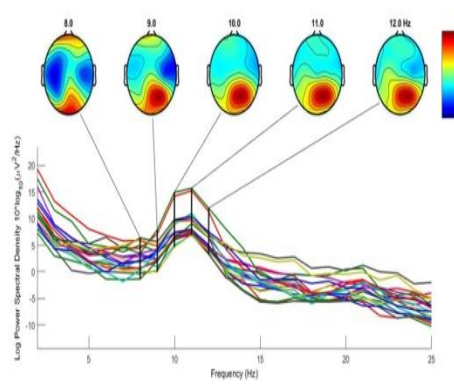 8.0 9.0 10.0 11.0 12.0 Hz
Log Power Spectral Density 10*log₁₀(μV²/Hz)
20
15
10
5
0
-5
-10
5 10 15 20 25
Frequency (Hz)